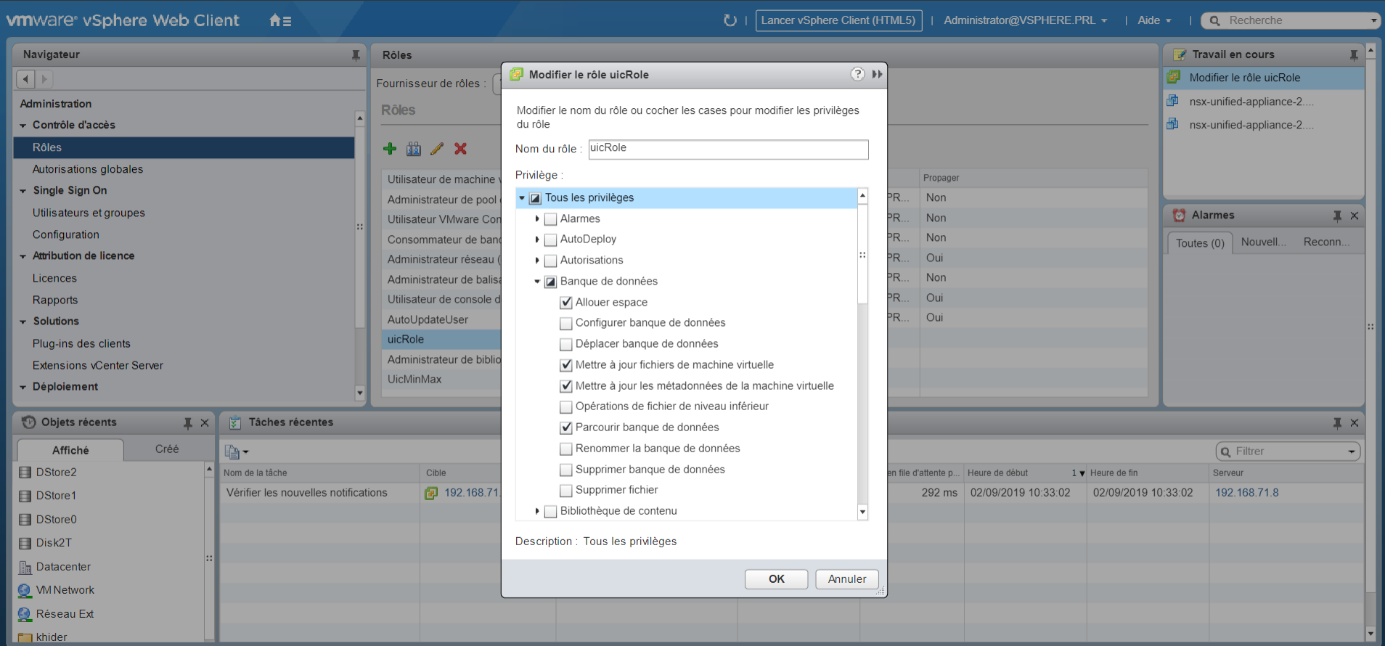 vmware® vSphere Web Client
Lancer vSphere Client (HTML5)
Administrator@VSPHERE.PRL
Aide
Recherche
Navigateur
Administration
Contrôle d'accès
Rôles
Autorisations globales
Single Sign On
Utilisateurs et groupes
Configuration
Attribution de licence
Licences
Rapports
Solutions
Plug-ins des clients
Extensions vCenter Server
Déploiement
Rôles
Fournisseur de rôles :
Rôles
Utilisateur de machine
Administrateur de pool
Utilisateur VMware
Consommateur de
Administrateur réseau (
Administrateur de
Utilisateur de console
AutoUpdateUser
uicRole
Administrateur de
UicMinMax
Propager
PR... Non
PR... Non
PR... Non
PR... Oui
PR... Non
PR... Oui
PR... Oui
Modifier le rôle uicRole
Modifier le nom du rôle ou cocher les cases pour modifier les privilèges
du rôle
Nom du rôle : uicRole
Privilège :
Tous les privilèges
Alarmes
AutoDeploy
Autorisations
Banque de données
Allouer espace
Configurer banque de données
Déplacer banque de données
Mettre à jour fichiers de machine virtuelle
Mettre à jour les métadonnées de la machine virtuelle
Opérations de fichier de niveau inférieur
Parcourir banque de données
Renommer la banque de données
Supprimer banque de données
Supprimer fichier
Bibliothèque de contenu
Description : Tous les privilèges
OK
Annuler
Travail en cours
Modifier le rôle uicRole
nsx-unified-appliance-2....
nsx-unified-appliance-2....
Alarmes
Toutes (0) Nouvell... Reconn...
Objets récents
Affiché Créé
DStore2
DStore1
DStore0
Disk2T
Datacenter
VM Network
Réseau Ext
khider
Tâches récentes
Filtrer
Nom de la tâche Cible en file d'attente p... Heure de début 1 Heure de fin Serveur
Vérifier les nouvelles notifications 192.168.71. 292 ms 02/09/2019 10:33:02 02/09/2019 10:33:02 192.168.71.8